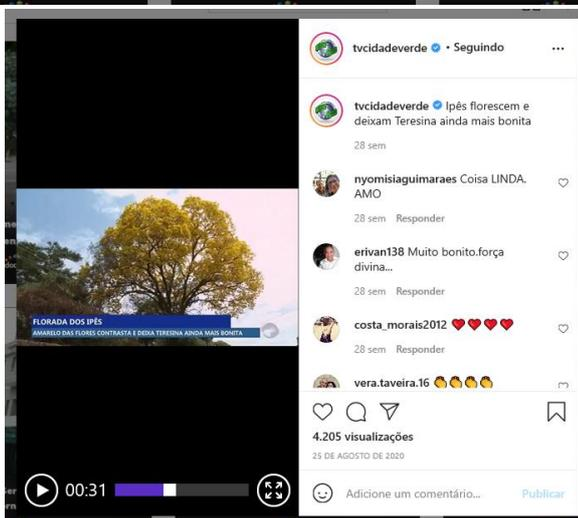 tvcidadeverde • Seguindo
tvcidadeverde Ipês florescem e
deixam Teresina ainda mais bonita
28 sem
nyomisiaguimaraes Coisa LINDA.
AMO
28 sem Responder
erivan138 Muito bonito.força
divina...
28 sem Responder
costa_morais2012 ❤️❤️❤️❤️
28 sem Responder
vera.taveira.16 👏👏👏👏
FLORADA DOS IPÊS
AMARELO DAS FLORES CONTRASTA E DEIXA TERESINA AINDA MAIS BONITA
4.205 visualizações
25 DE AGOSTO DE 2020
00:31
Adicione um comentário... Publicar